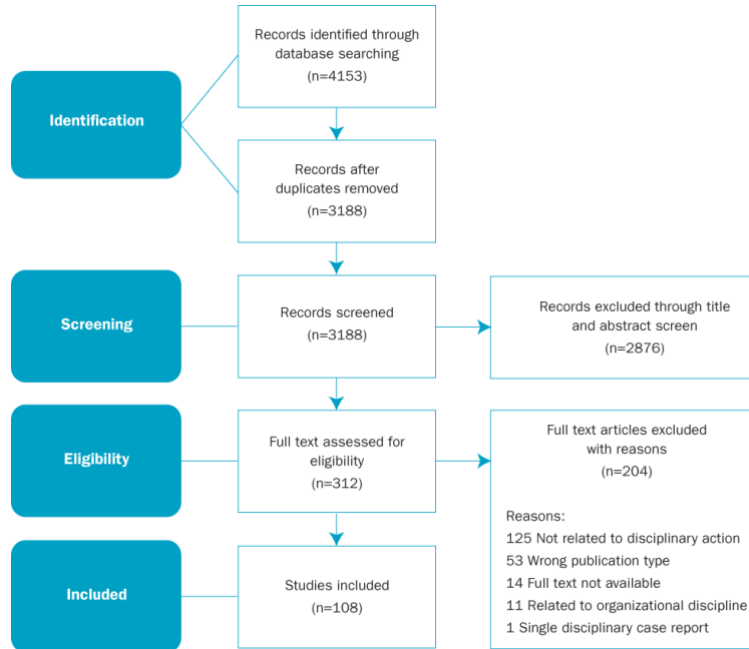 Identification
Records identified through
database searching
(n=4153)
Records after
duplicates removed
(n=3188)
Screening
Records screened
(n=3188)
Records excluded through title
and abstract screen
(n=2876)
Eligibility
Full text assessed for
eligibility
(n=312)
Full text articles excluded
with reasons
(n=204)
Reasons:
125 Not related to disciplinary action
53 Wrong publication type
14 Full text not available
11 Related to organizational discipline
1 Single disciplinary case report
Included
Studies included
(n=108)